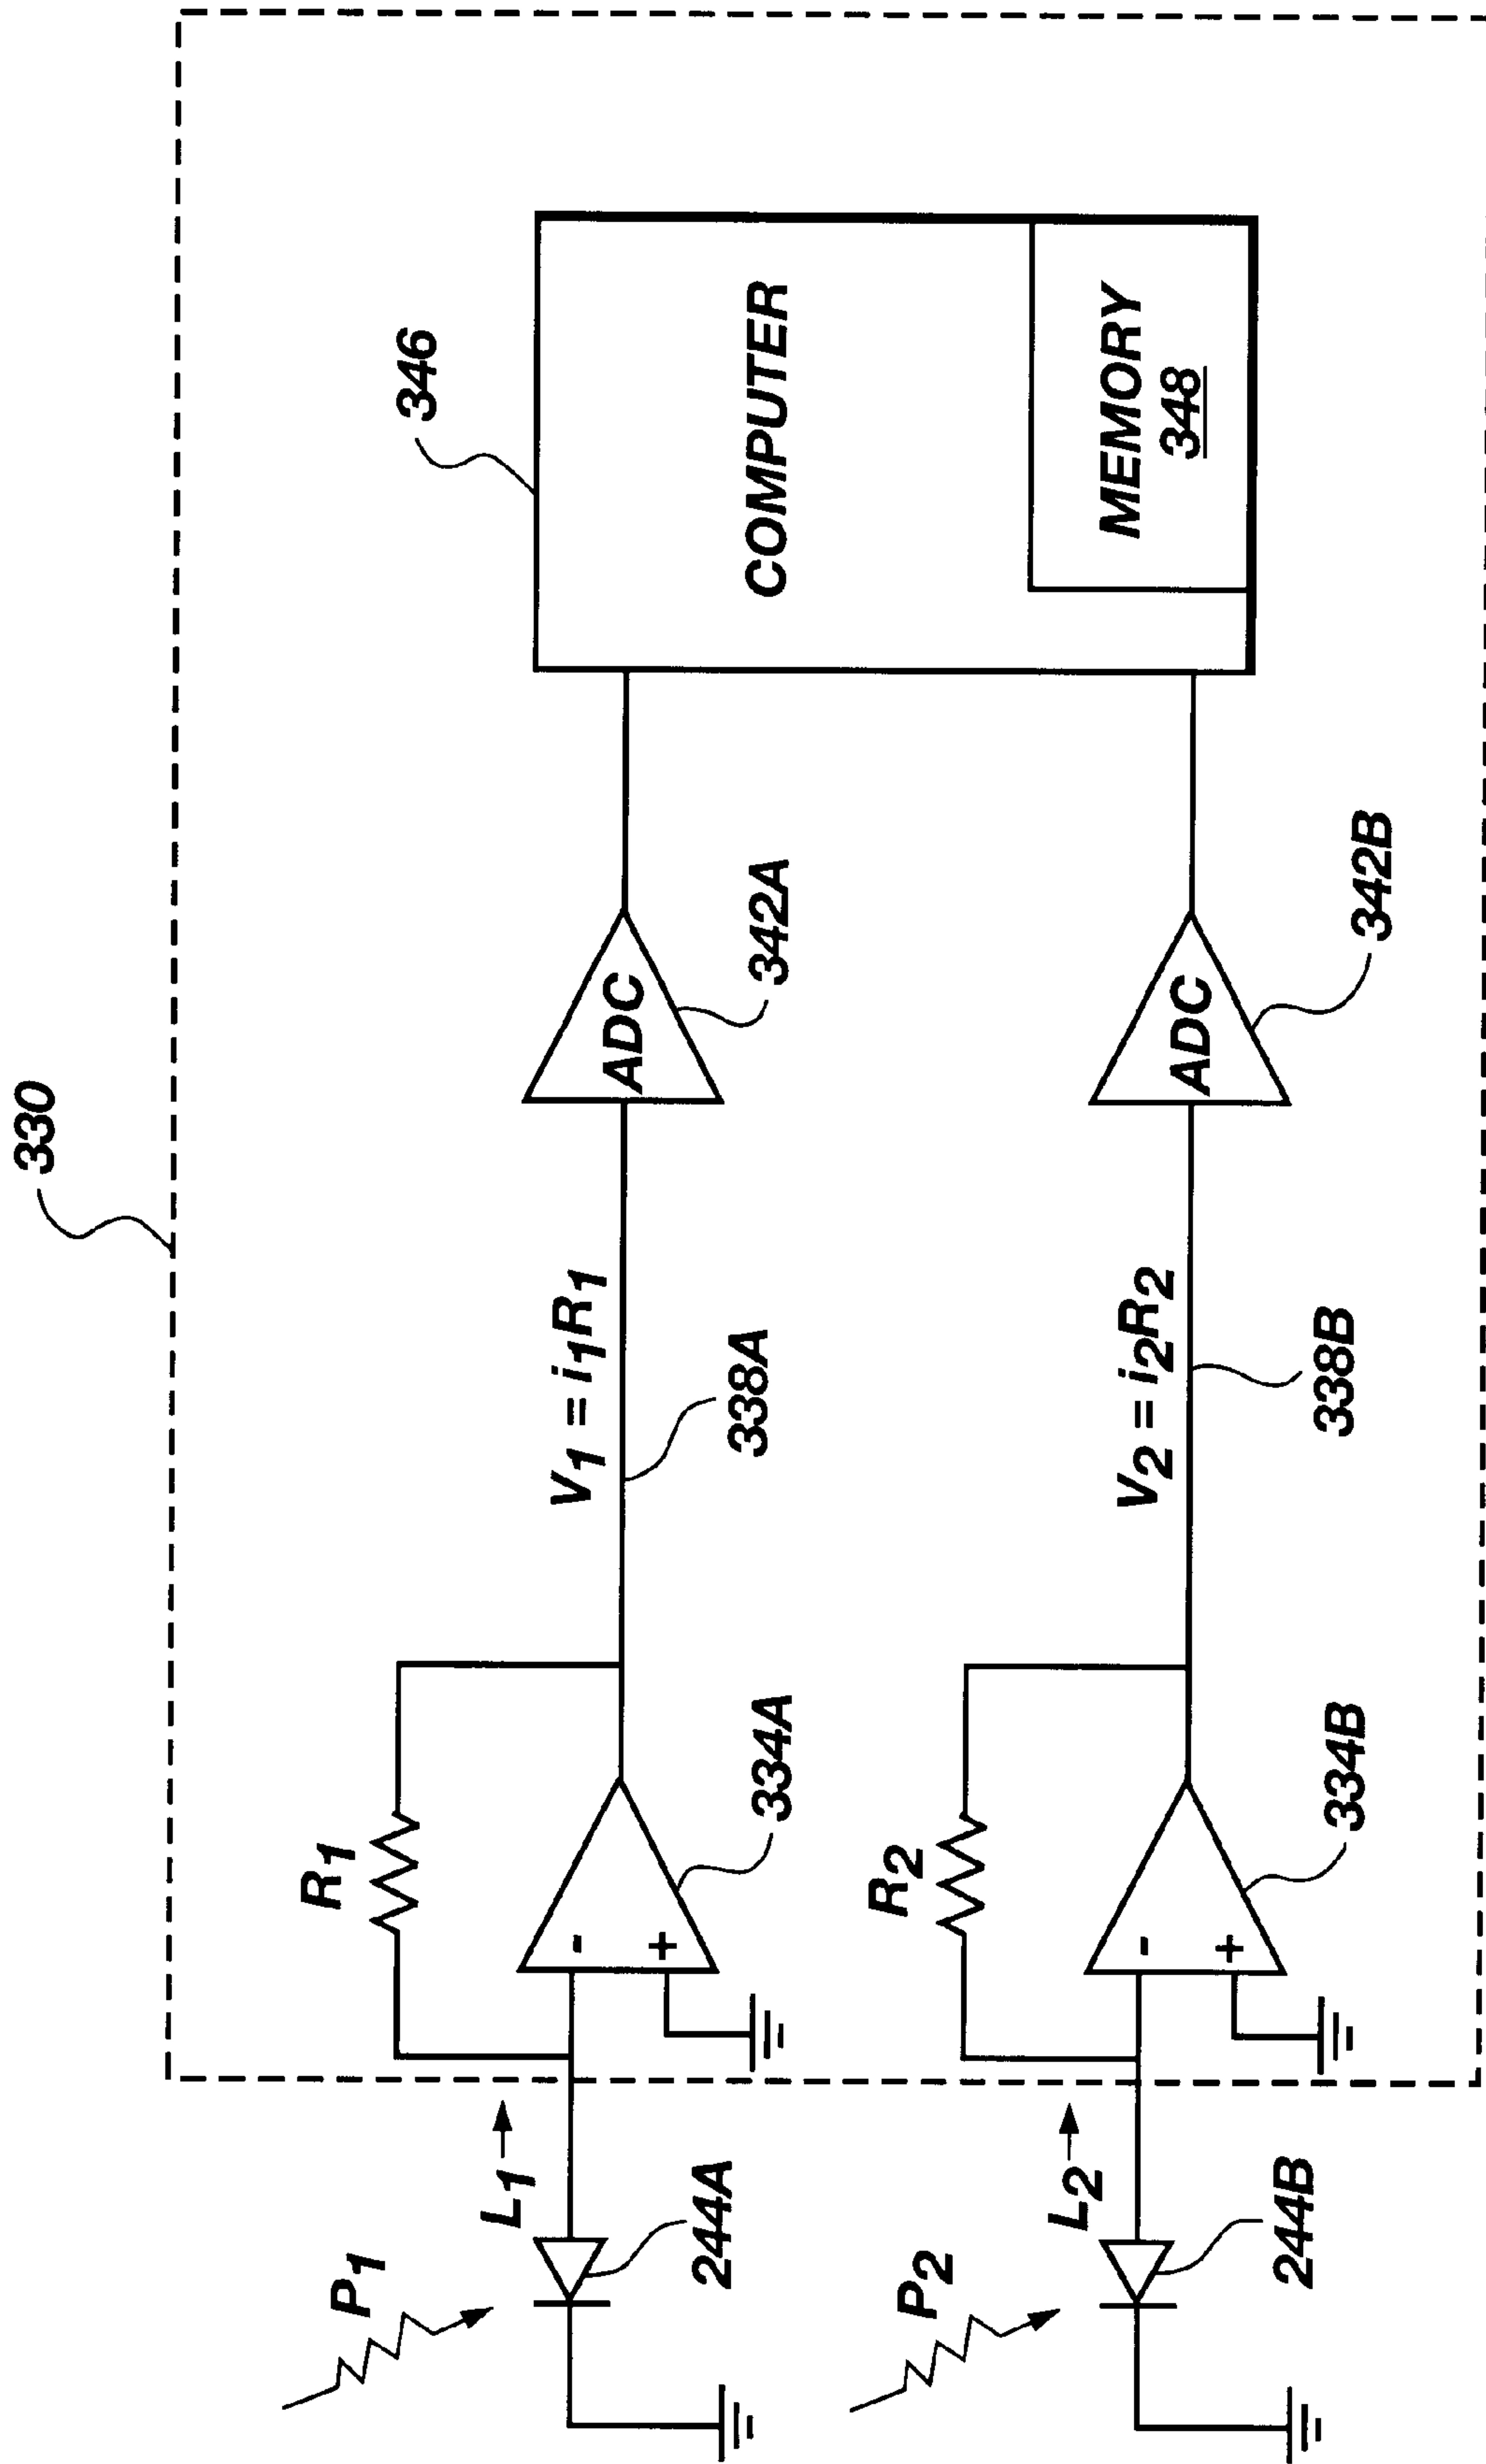 330
346
COMPUTER
MEMORY
348
P1
L1
244A
R1
-
+
334A
V1 = i1R1
338A
ADC
342A
P2
L2
244B
R2
-
+
334B
V2 = i2R2
338B
ADC
342B